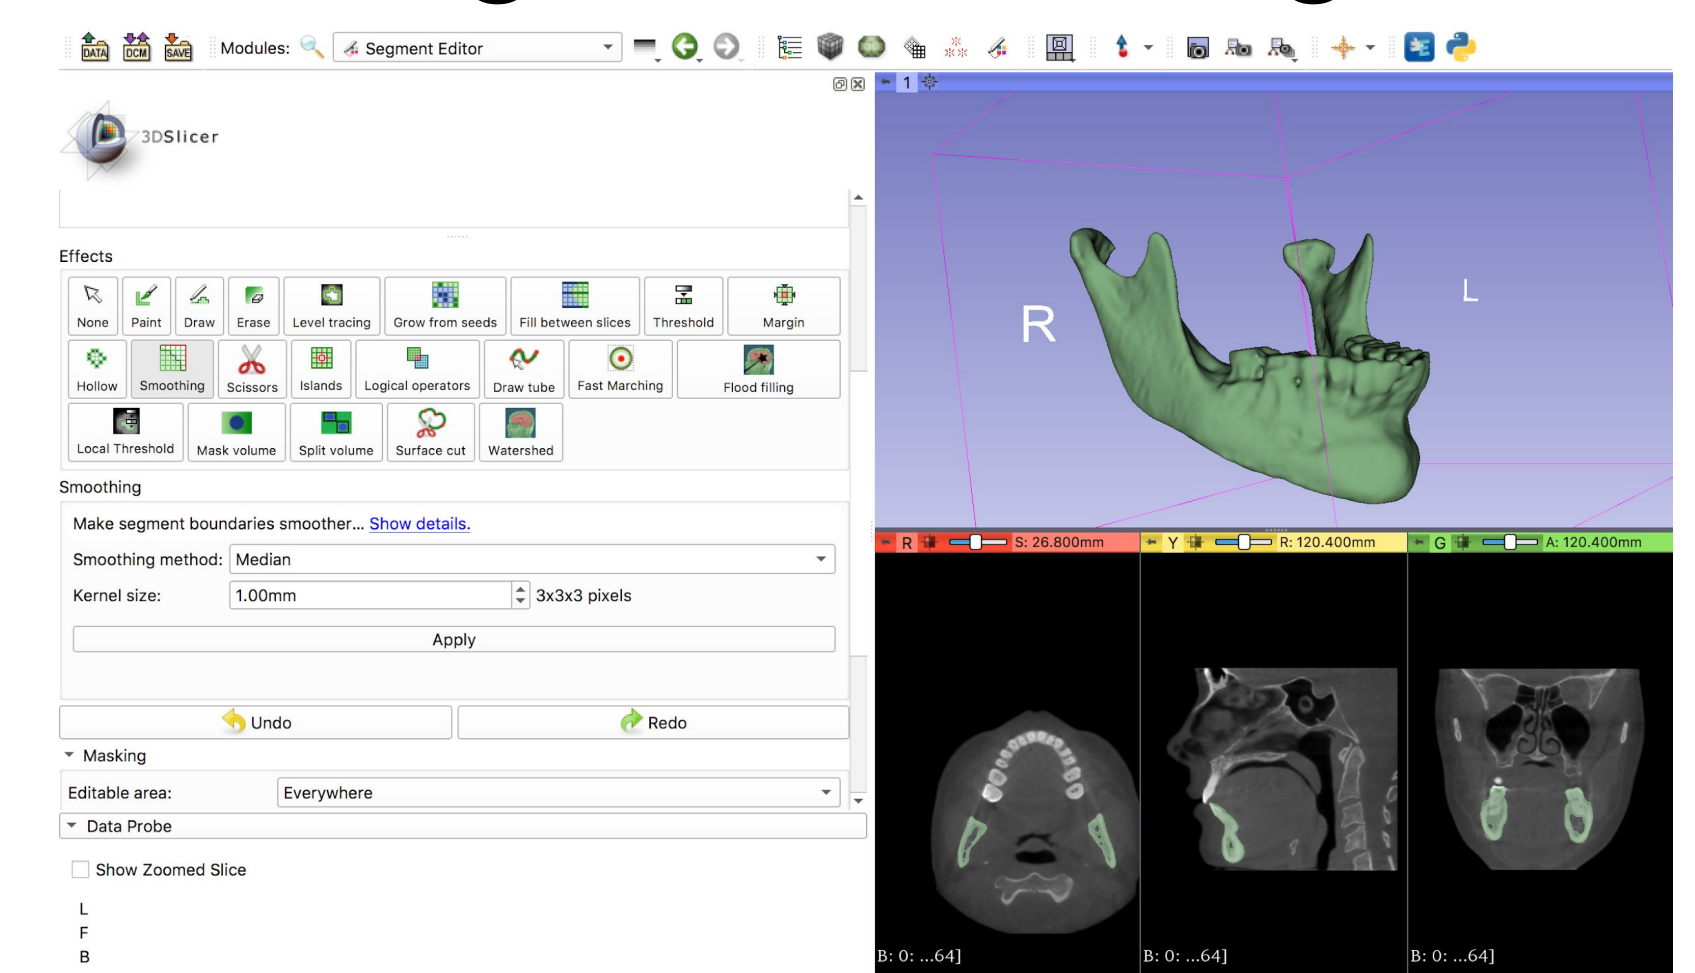 DATA DCM SAVE Modules: Segment Editor
1
3DSlicer
Effects
None Paint Draw Erase Level tracing Grow from seeds Fill between slices Threshold Margin
Hollow Smoothing Scissors Islands Logical operators Draw tube Fast Marching Flood filling
Local Threshold Mask volume Split volume Surface cut Watershed
Smoothing
Make segment boundaries smoother... Show details.
Smoothing method: Median
Kernel size: 1.00mm 3x3x3 pixels
Apply
Undo Redo
Masking
Editable area: Everywhere
Data Probe
Show Zoomed Slice
L
F
B
R L
R S: 26.800mm Y R: 120.400mm G A: 120.400mm
B: 0: ...64] B: 0: ...64] B: 0: ...64]